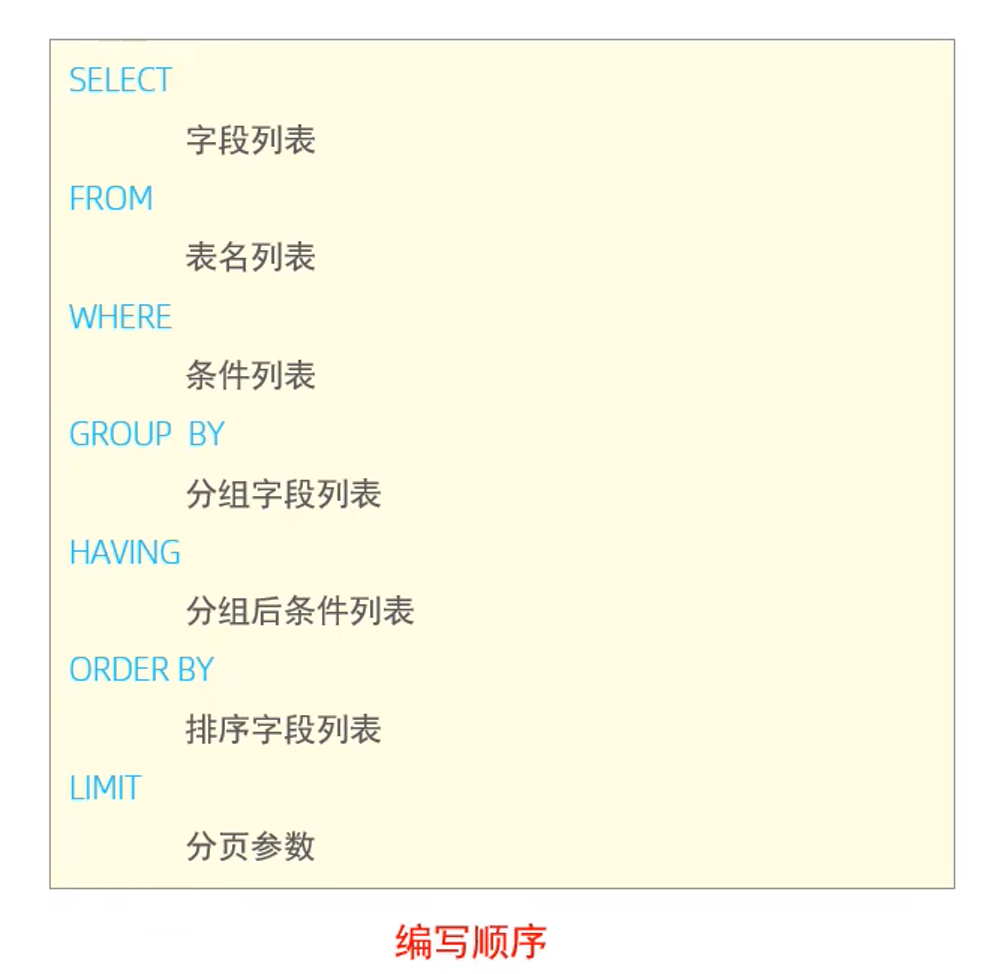 SELECT
字段列表
FROM
表名列表
WHERE
条件列表
GROUP BY
分组字段列表
HAVING
分组后条件列表
ORDER BY
排序字段列表
LIMIT
分页参数
编写顺序